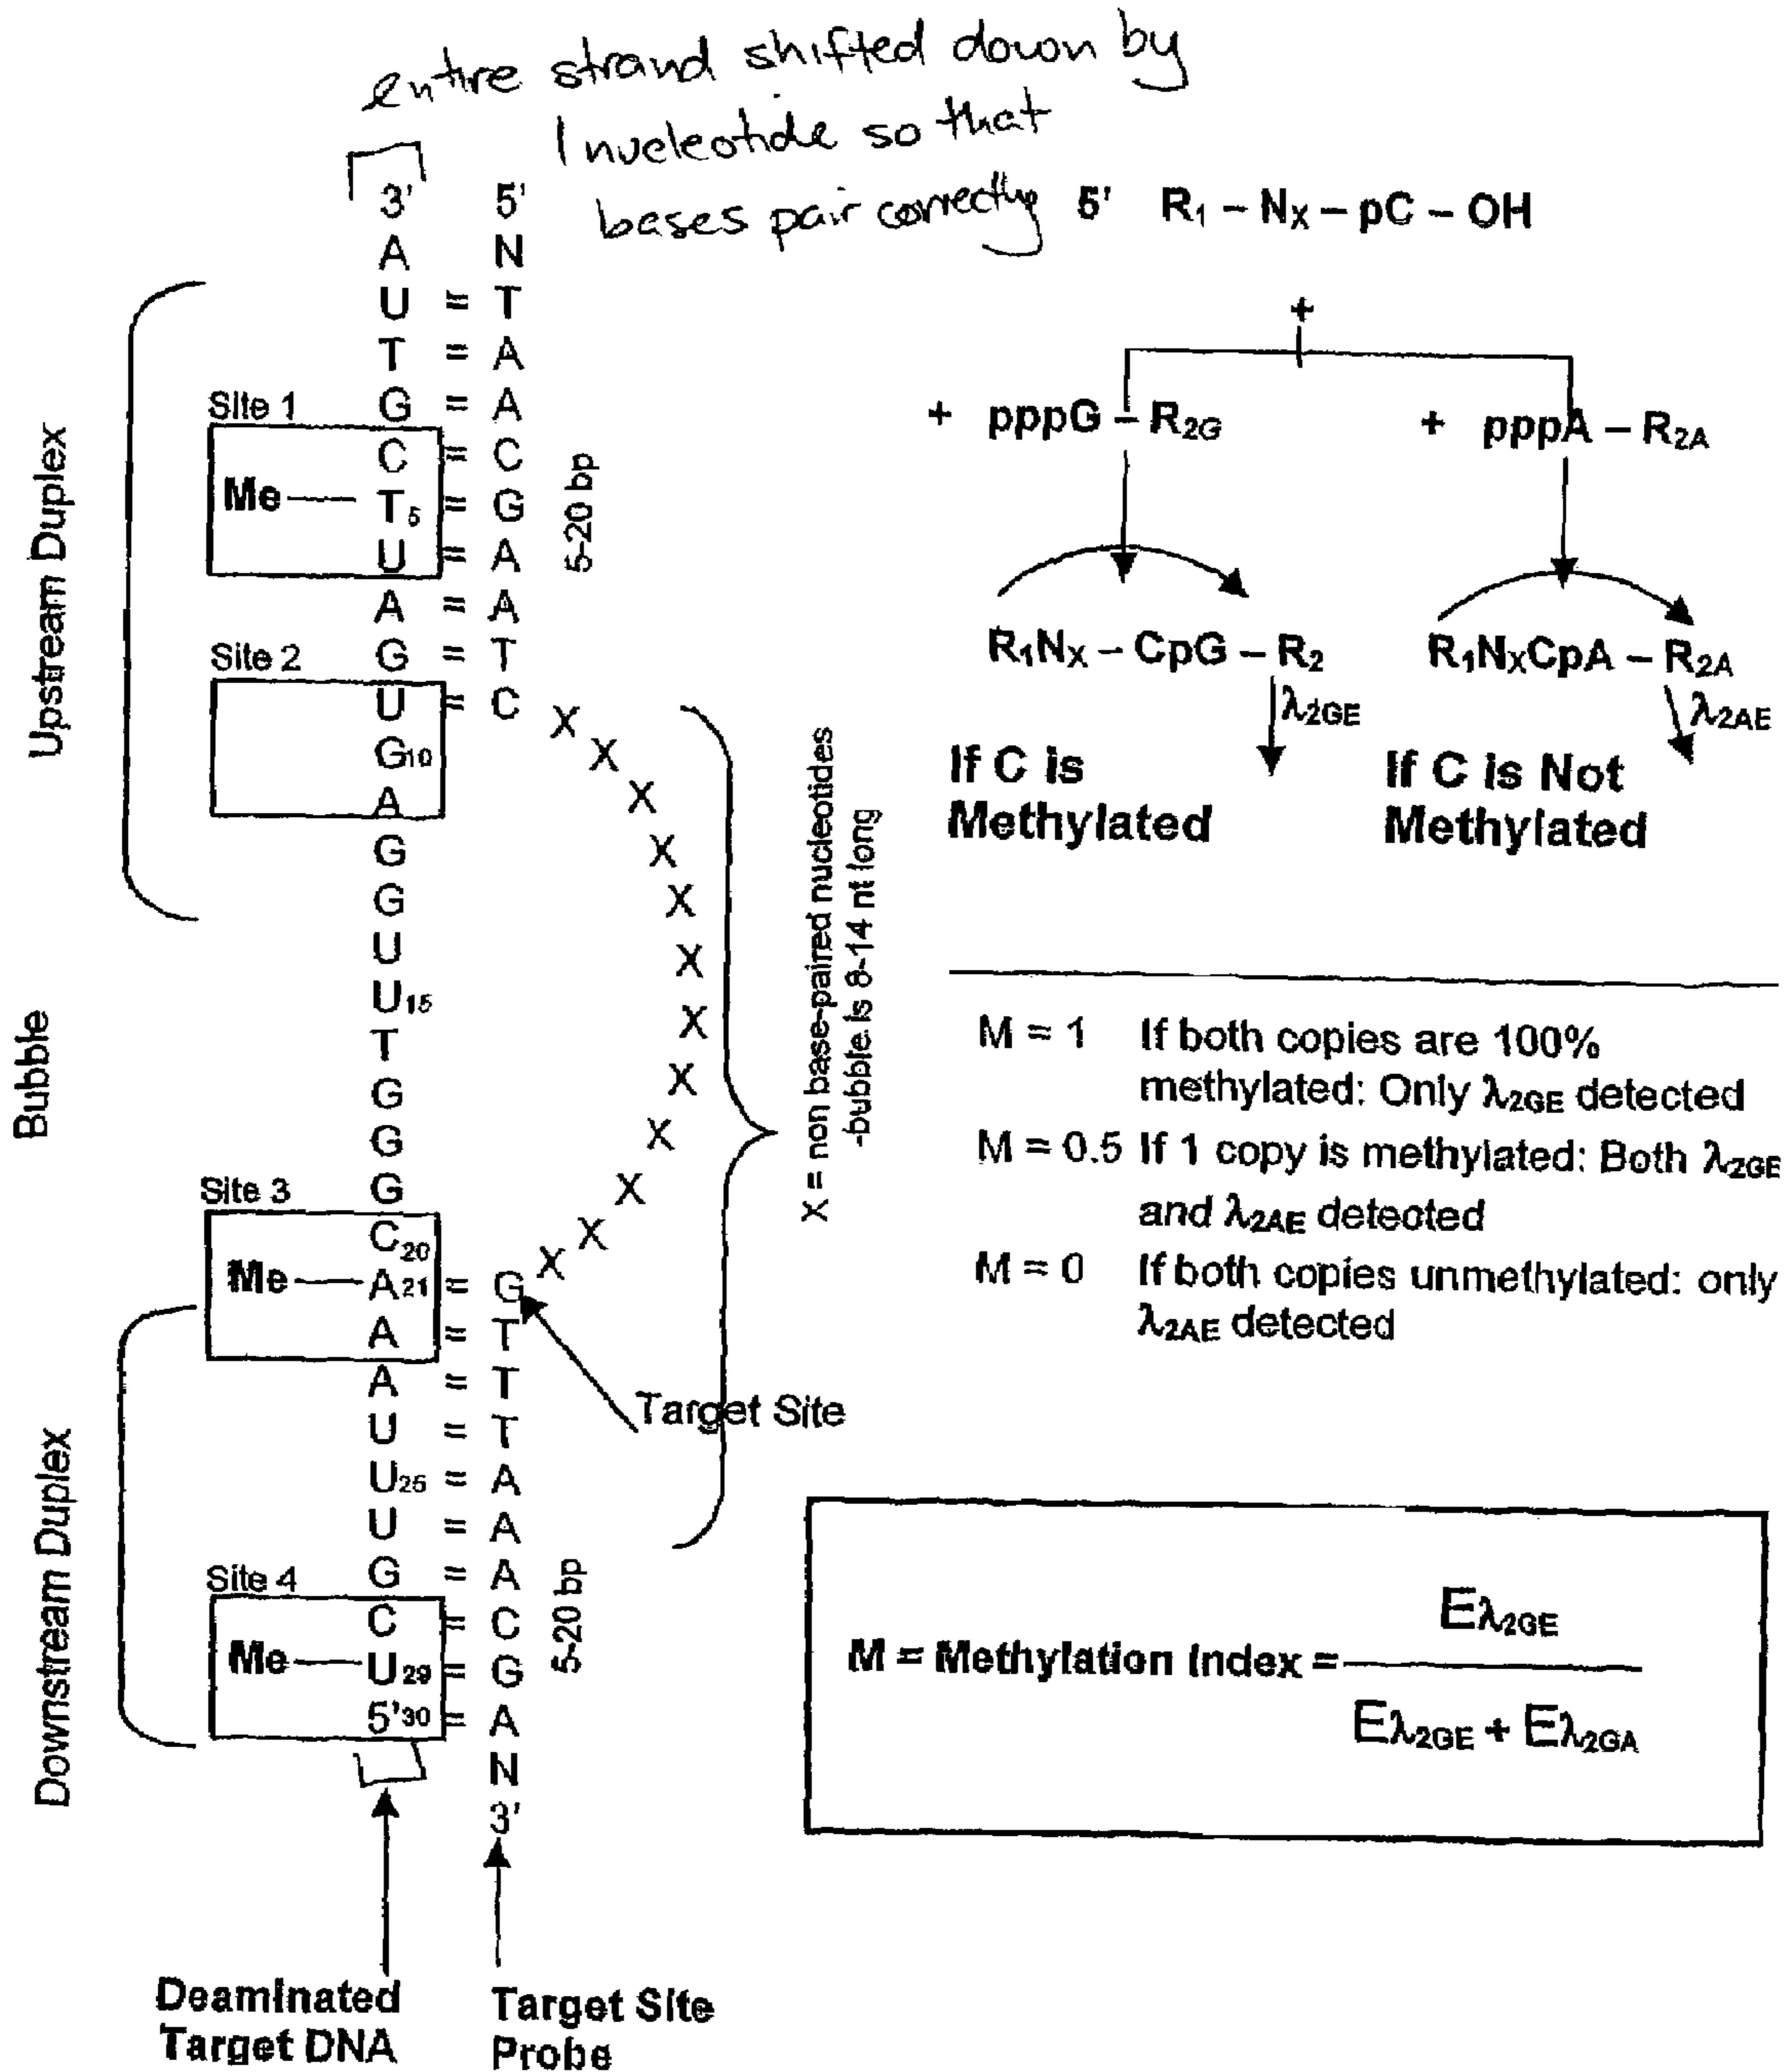 entire strand shifted down by
1 nucleotide so that
bases pair correctly
3' 5'
A N
U = T
T = A
G = A
C = C
T5 = G
U = A
A = A
G = T
U = C
G10
A
G
G
U
U15
T
G
G
G
C20
A21 = G
A = T
A = T
U = T
U25 = A
U = A
G = A
C = C
U29 = G
5'30 = A
N
3'
Upstream Duplex
Bubble
Downstream Duplex
Site 1
Me
Site 2
Site 3
Me
Site 4
Me
5-20 bp
X
X
X
X
X
X
X
X
X
X
X
X
X = non base-paired nucleotides
-bubble is 8-14 nt long
Target Site
5-20 bp
Deaminated
Target DNA
Target Site
Probe
5' R1 – NX – pC – OH
+
+ pppG – R2G + pppA – R2A
R1NX – CpG – R2 R1NXCpA – R2A
λ2GE λ2AE
If C is
Methylated
If C is Not
Methylated
M = 1 If both copies are 100%
methylated: Only λ2GE detected
M = 0.5 If 1 copy is methylated: Both λ2GE
and λ2AE detected
M = 0 If both copies unmethylated: only
λ2AE detected
M = Methylation Index =
Eλ2GE
Eλ2GE + Eλ2GA